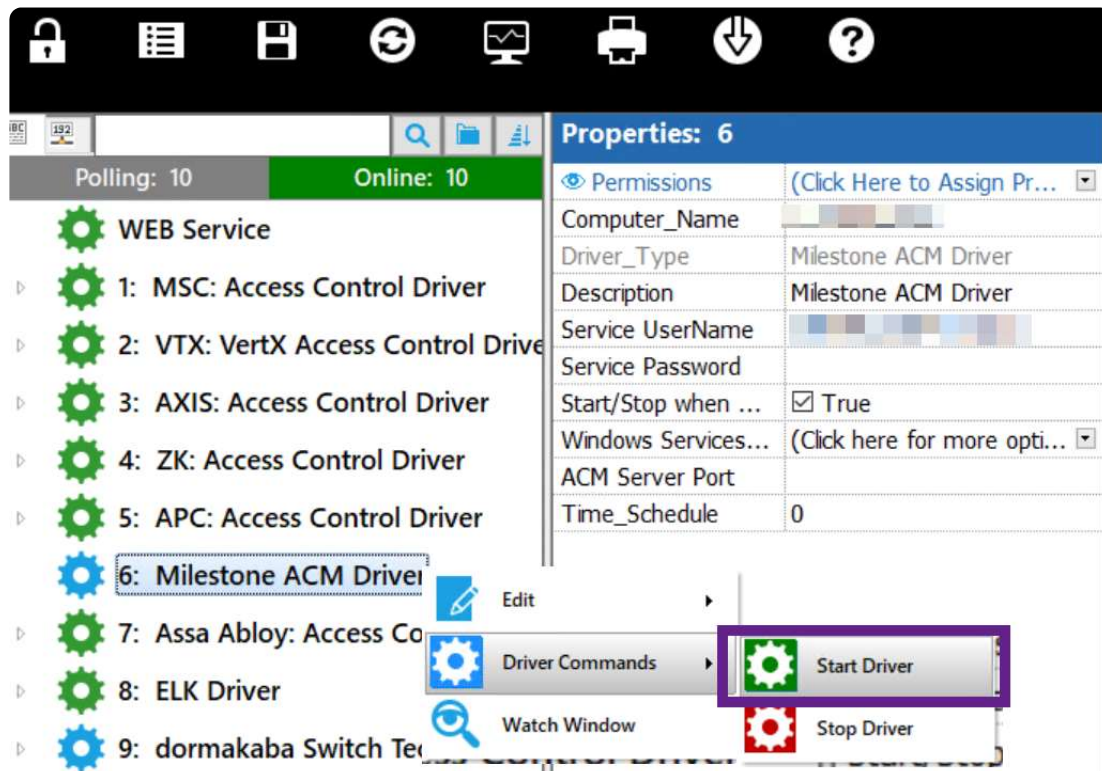 ABC
192
Properties: 6
Polling: 10
Online: 10
Permissions
(Click Here to Assign Pr...
WEB Service
Computer_Name
Driver_Type
Milestone ACM Driver
1: MSC: Access Control Driver
Description
Milestone ACM Driver
Service UserName
2: VTX: VertX Access Control Drive
Service Password
3: AXIS: Access Control Driver
Start/Stop when ...
True
Windows Services...
(Click here for more opti...
4: ZK: Access Control Driver
ACM Server Port
5: APC: Access Control Driver
Time_Schedule
0
6: Milestone ACM Driver
Edit
7: Assa Abloy: Access Co
Driver Commands
Start Driver
8: ELK Driver
Watch Window
Stop Driver
9: dormakaba Switch Tec